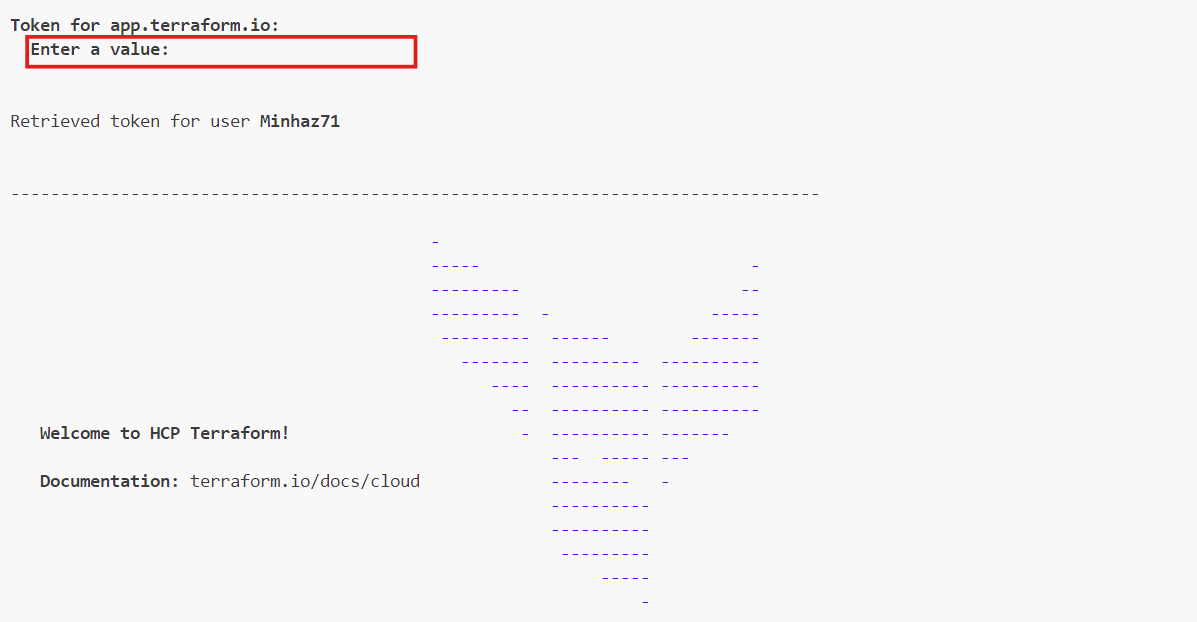 Token for app.terraform.io:
Enter a value:
Retrieved token for user Minhaz71
---------------------------------------------------------------------------------
-
----- -
--------- --
--------- - -----
--------- ------ -------
------- --------- ----------
---- ---------- ----------
-- ---------- ----------
Welcome to HCP Terraform! - ---------- -------
--- ----- ---
Documentation: terraform.io/docs/cloud -------- -
----------
----------
---------
-----
-